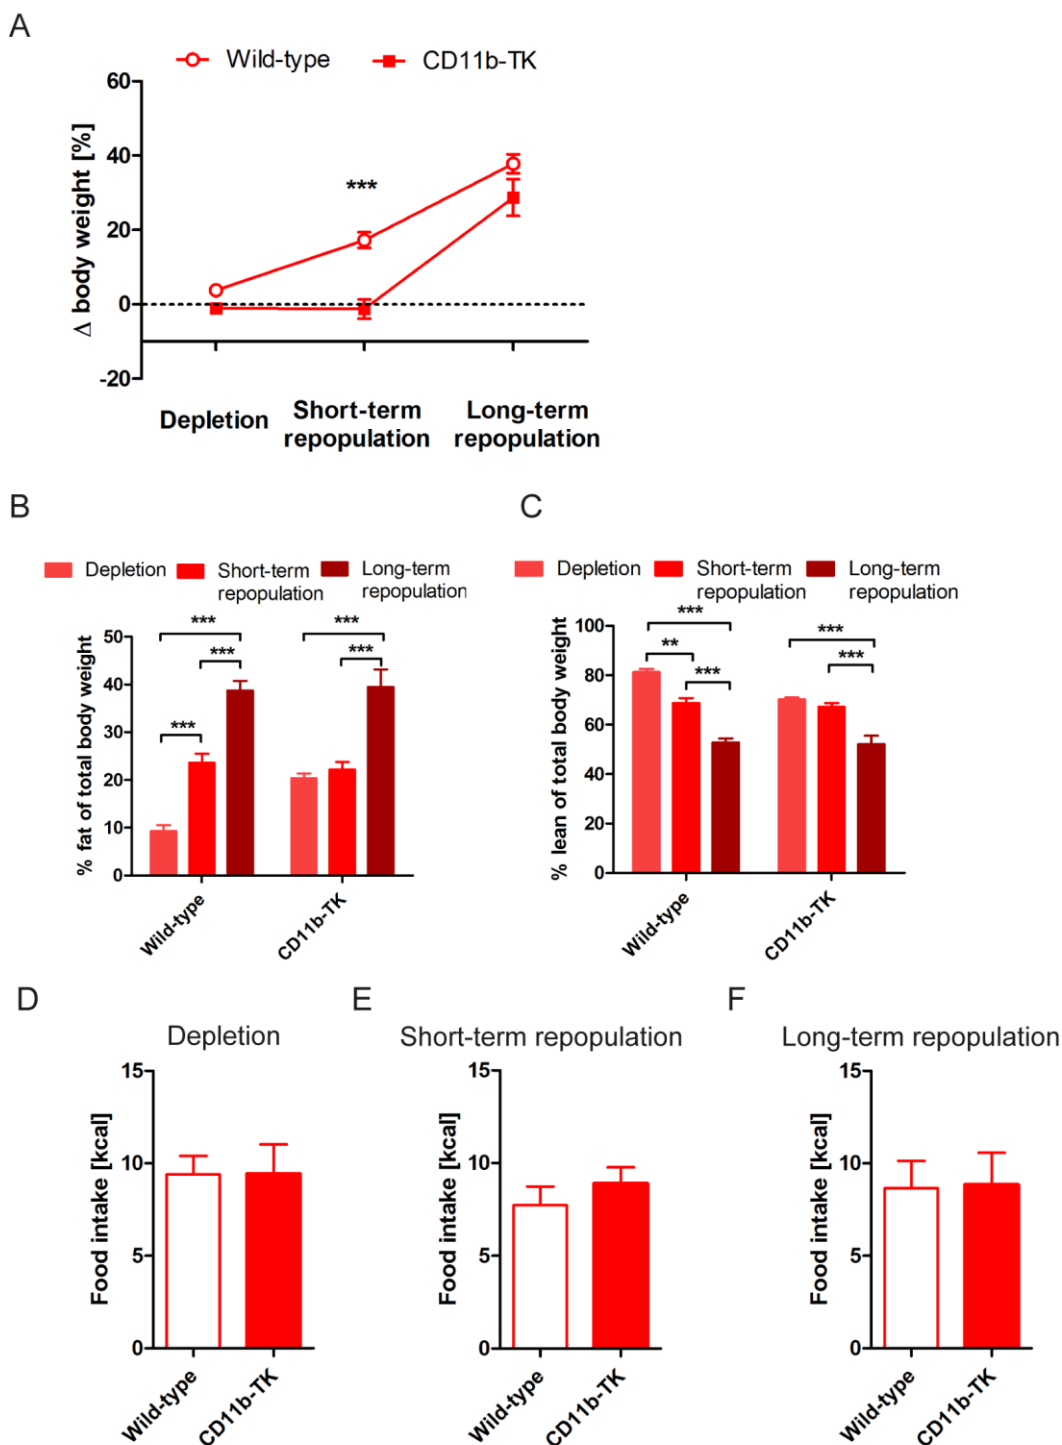 A
Wild-type CD11b-TK
60
40
20
0
-20
Δ body weight [%]
***
Depletion Short-term repopulation Long-term repopulation
B
Depletion Short-term repopulation Long-term repopulation
50
40
30
20
10
0
% fat of total body weight
*** ***
*** ***
***
Wild-type CD11b-TK
C
Depletion Short-term repopulation Long-term repopulation
100
80
60
40
20
0
% lean of total body weight
*** ***
** ***
***
Wild-type CD11b-TK
D
Depletion
15
10
5
0
Food intake [kcal]
Wild-type CD11b-TK
E
Short-term repopulation
15
10
5
0
Food intake [kcal]
Wild-type CD11b-TK
F
Long-term repopulation
15
10
5
0
Food intake [kcal]
Wild-type CD11b-TK